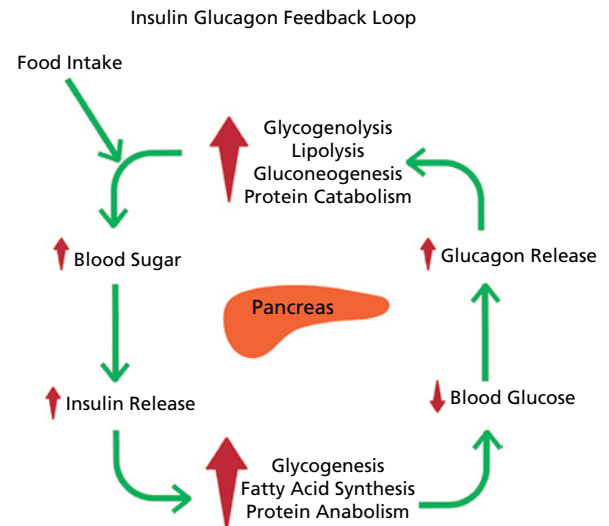 Insulin Glucagon Feedback Loop
Food Intake
Glycogenolysis
Lipolysis
Gluconeogenesis
Protein Catabolism
Blood Sugar
Glucagon Release
Pancreas
Insulin Release
Blood Glucose
Glycogenesis
Fatty Acid Synthesis
Protein Anabolism